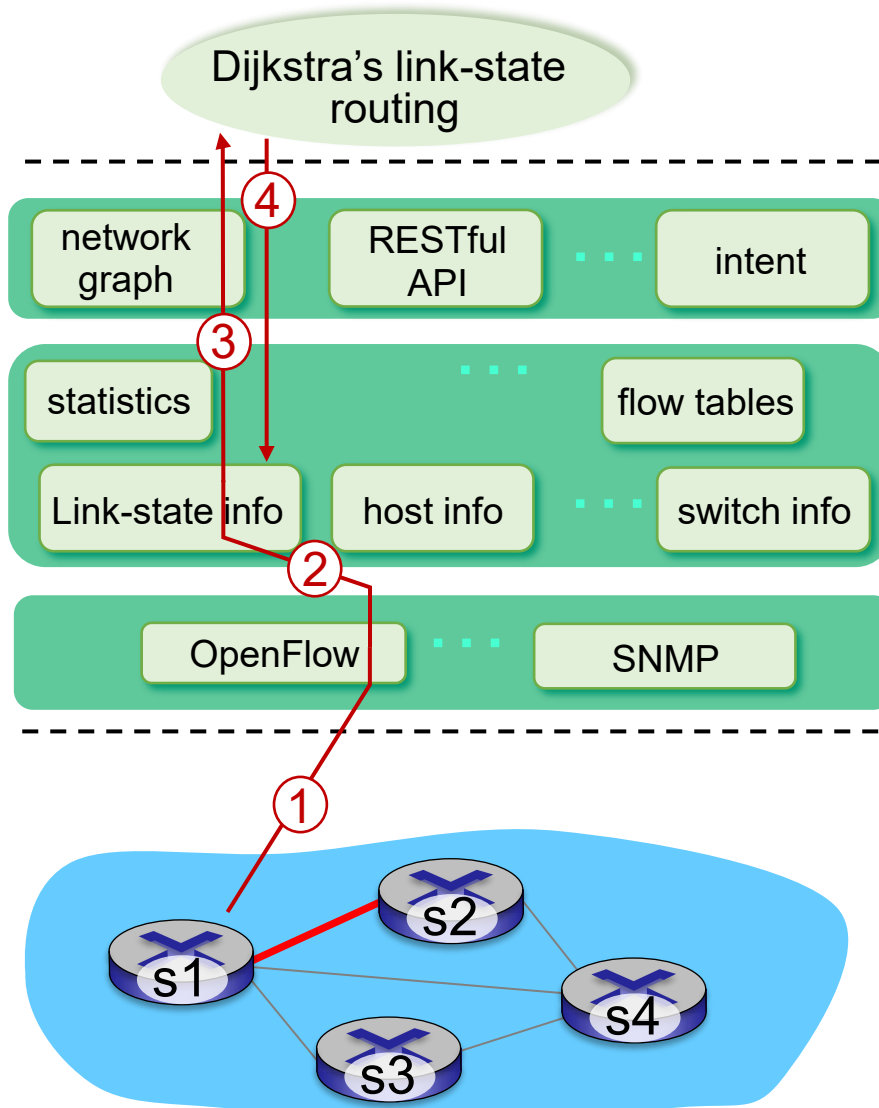 Dijkstra’s link-state
routing
4
network
graph
RESTful
API
intent
3
statistics
flow tables
Link-state info
host info
switch info
2
OpenFlow
SNMP
1
s2
s1
s4
s3